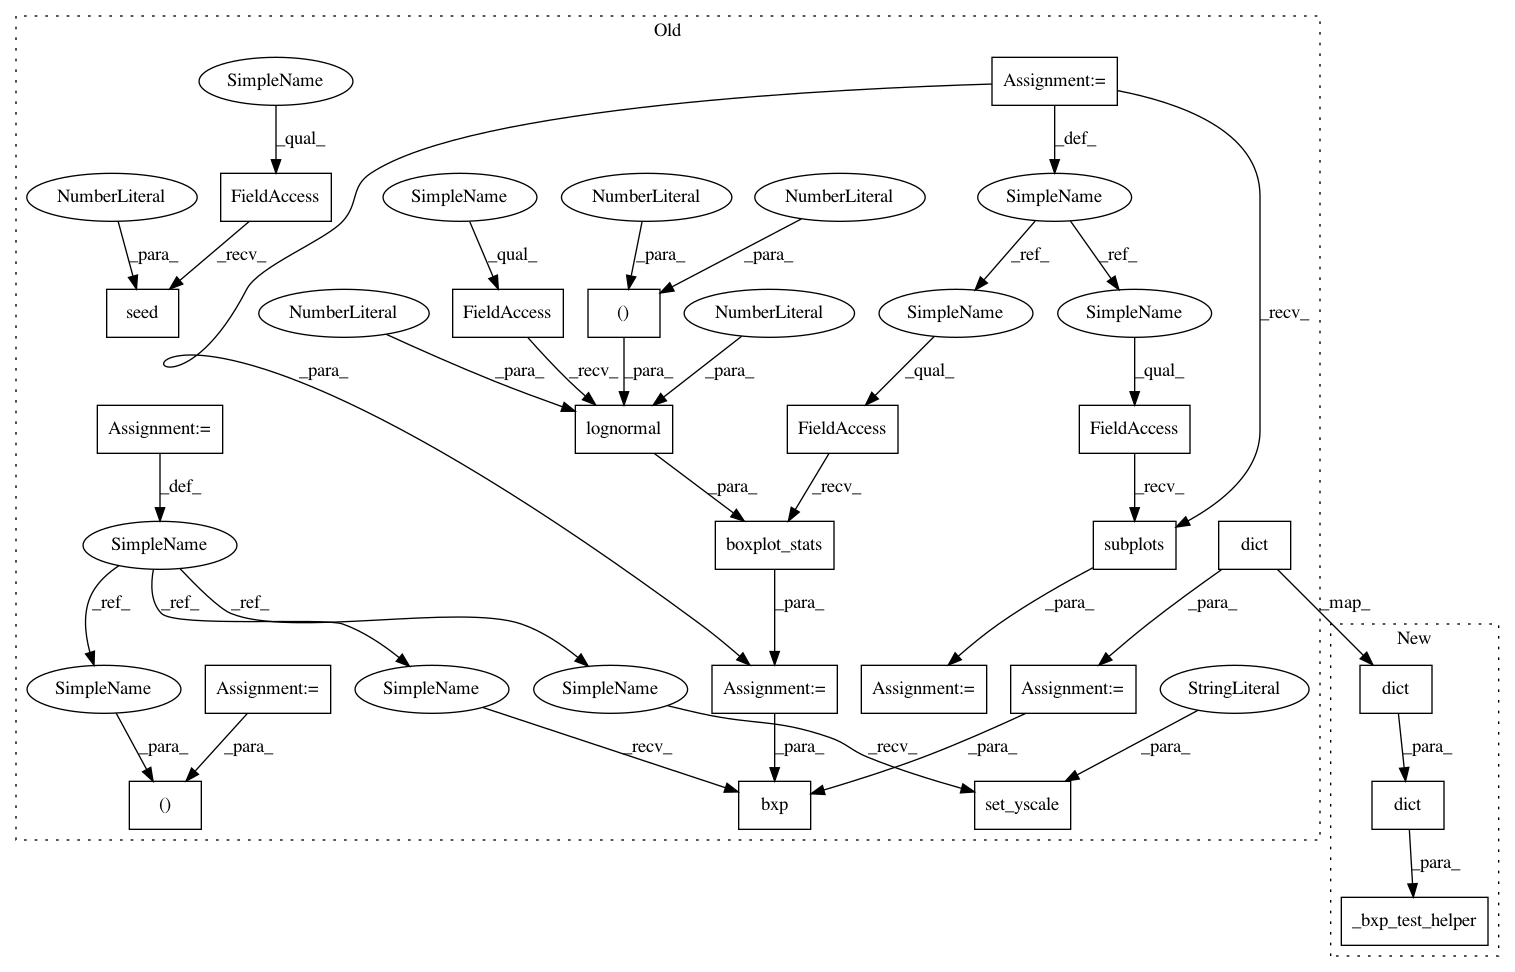 Old
SimpleName
Assignment:=
_qual_
_def_
NumberLiteral
FieldAccess
SimpleName
NumberLiteral
NumberLiteral
SimpleName
_para_
_recv_
_qual_
_para_
_para_
_ref_
_ref_
seed
NumberLiteral
FieldAccess
()
NumberLiteral
SimpleName
SimpleName
_recv_
_para_
_para_
_recv_
_para_
_para_
_qual_
_qual_
Assignment:=
lognormal
FieldAccess
FieldAccess
_def_
_para_
_recv_
_recv_
SimpleName
boxplot_stats
subplots
dict
_ref_
_ref_
_ref_
_para_
_para_
_para_
_map_
New
SimpleName
Assignment:=
SimpleName
SimpleName
Assignment:=
Assignment:=
Assignment:=
StringLiteral
dict
_para_
_para_
_recv_
_para_
_recv_
_para_
_para_
_para_
()
bxp
set_yscale
dict
_para_
_bxp_test_helper